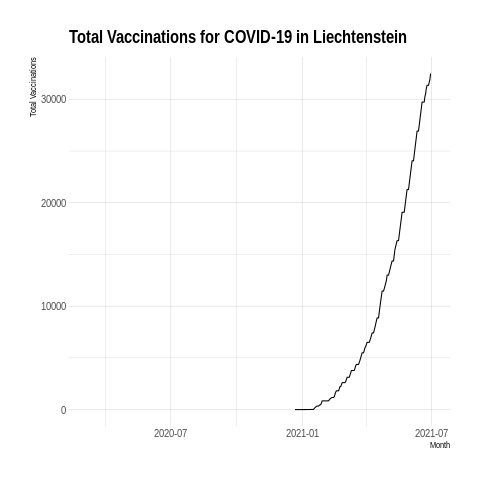 Total Vaccinations for COVID-19 in Liechtenstein
Total Vaccinations
30000
20000
10000
0
2020-07
2021-01
2021-07
Month